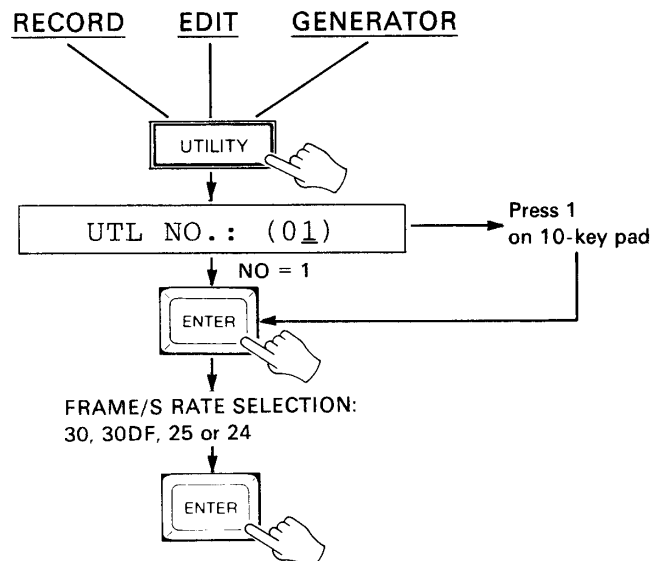 RECORD EDIT GENERATOR
UTILITY
UTL NO.: (01)
Press 1
on 10-key pad
NO = 1
ENTER
FRAME/S RATE SELECTION:
30, 30DF, 25 or 24
ENTER